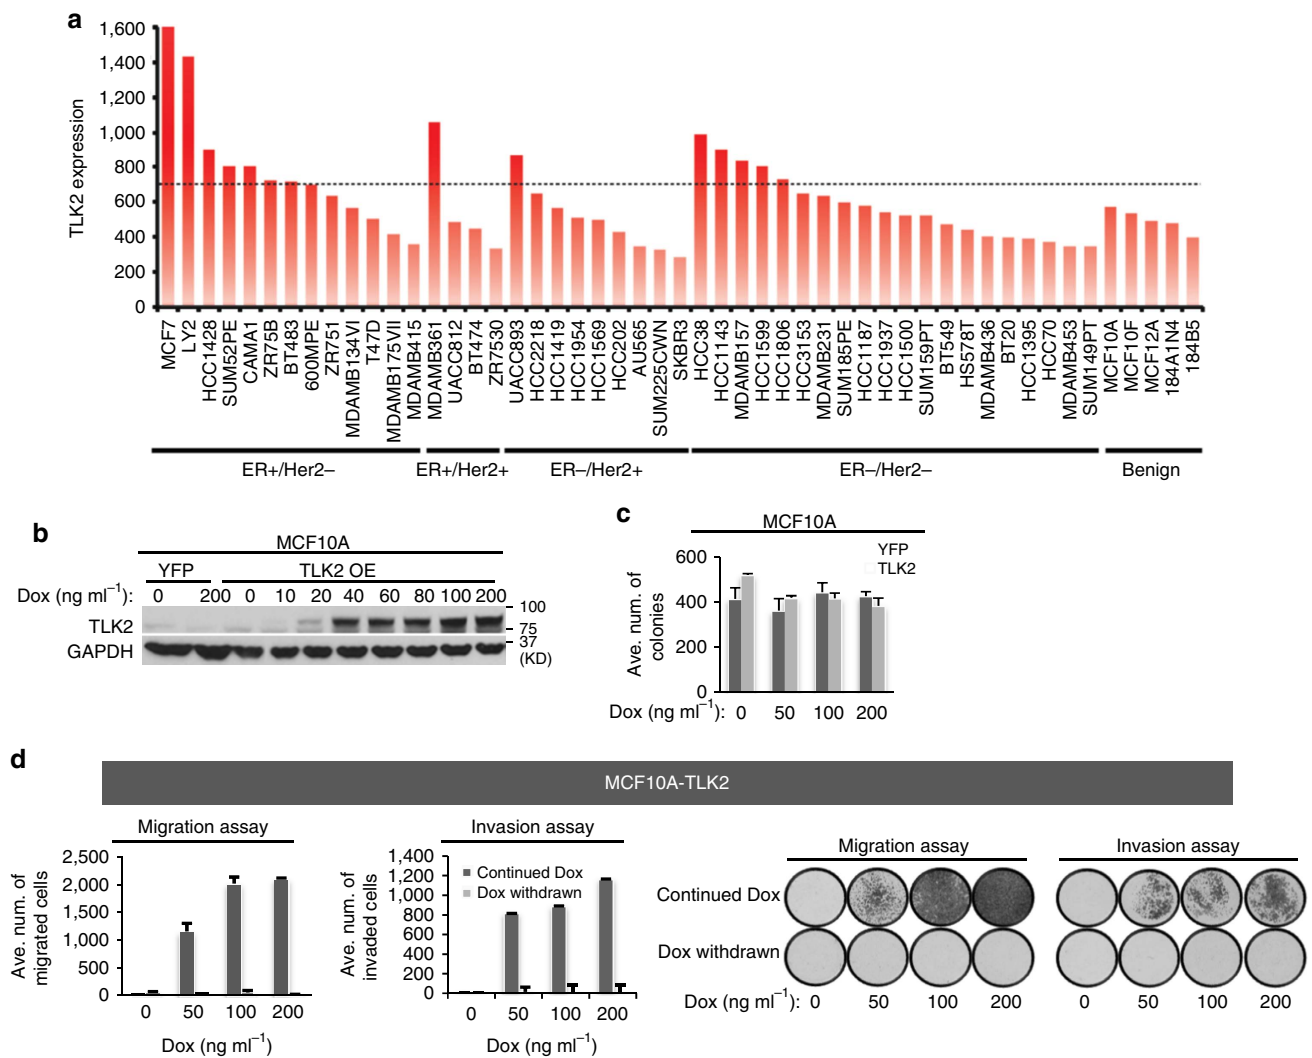 a
TLK2 expression
1,600
1,400
1,200
1,000
800
600
400
200
0
MCF7
LY2
HCC1428
SUM52PE
CAMA1
ZR75B
BT483
600MPE
ZR751
MDAMB134VI
T47D
MDAMB175VII
MDAMB415
MDAMB361
UACC812
BT474
ZR7530
UACC893
HCC2218
HCC1419
HCC1954
HCC1569
HCC202
AU565
SUM225CWN
SKBR3
HCC38
HCC1143
MDAMB157
HCC1599
HCC1806
HCC3153
MDAMB231
SUM185PE
HCC1187
HCC1937
HCC1500
SUM159PT
BT549
HS578T
MDAMB436
BT20
HCC1395
HCC70
MDAMB453
SUM149PT
MCF10A
MCF10F
MCF12A
184A1N4
184B5
ER+/Her2– ER+/Her2+ ER–/Her2+ ER–/Her2– Benign
b
MCF10A
YFP TLK2 OE
Dox (ng ml⁻¹): 0 200 0 10 20 40 60 80 100 200
TLK2
GAPDH
100
75
37
(KD)
c
MCF10A
YFP
TLK2
Ave. num. of colonies
600
400
200
0
Dox (ng ml⁻¹): 0 50 100 200
d
MCF10A-TLK2
Migration assay
Ave. num. of migrated cells
2,500
2,000
1,500
1,000
500
0
0 50 100 200
Dox (ng ml⁻¹)
Invasion assay
Ave. num. of invaded cells
1,400
1,200
1,000
800
600
400
200
0
Continued Dox
Dox withdrawn
0 50 100 200
Dox (ng ml⁻¹)
Migration assay Invasion assay
Continued Dox
Dox withdrawn
Dox (ng ml⁻¹): 0 50 100 200 0 50 100 200